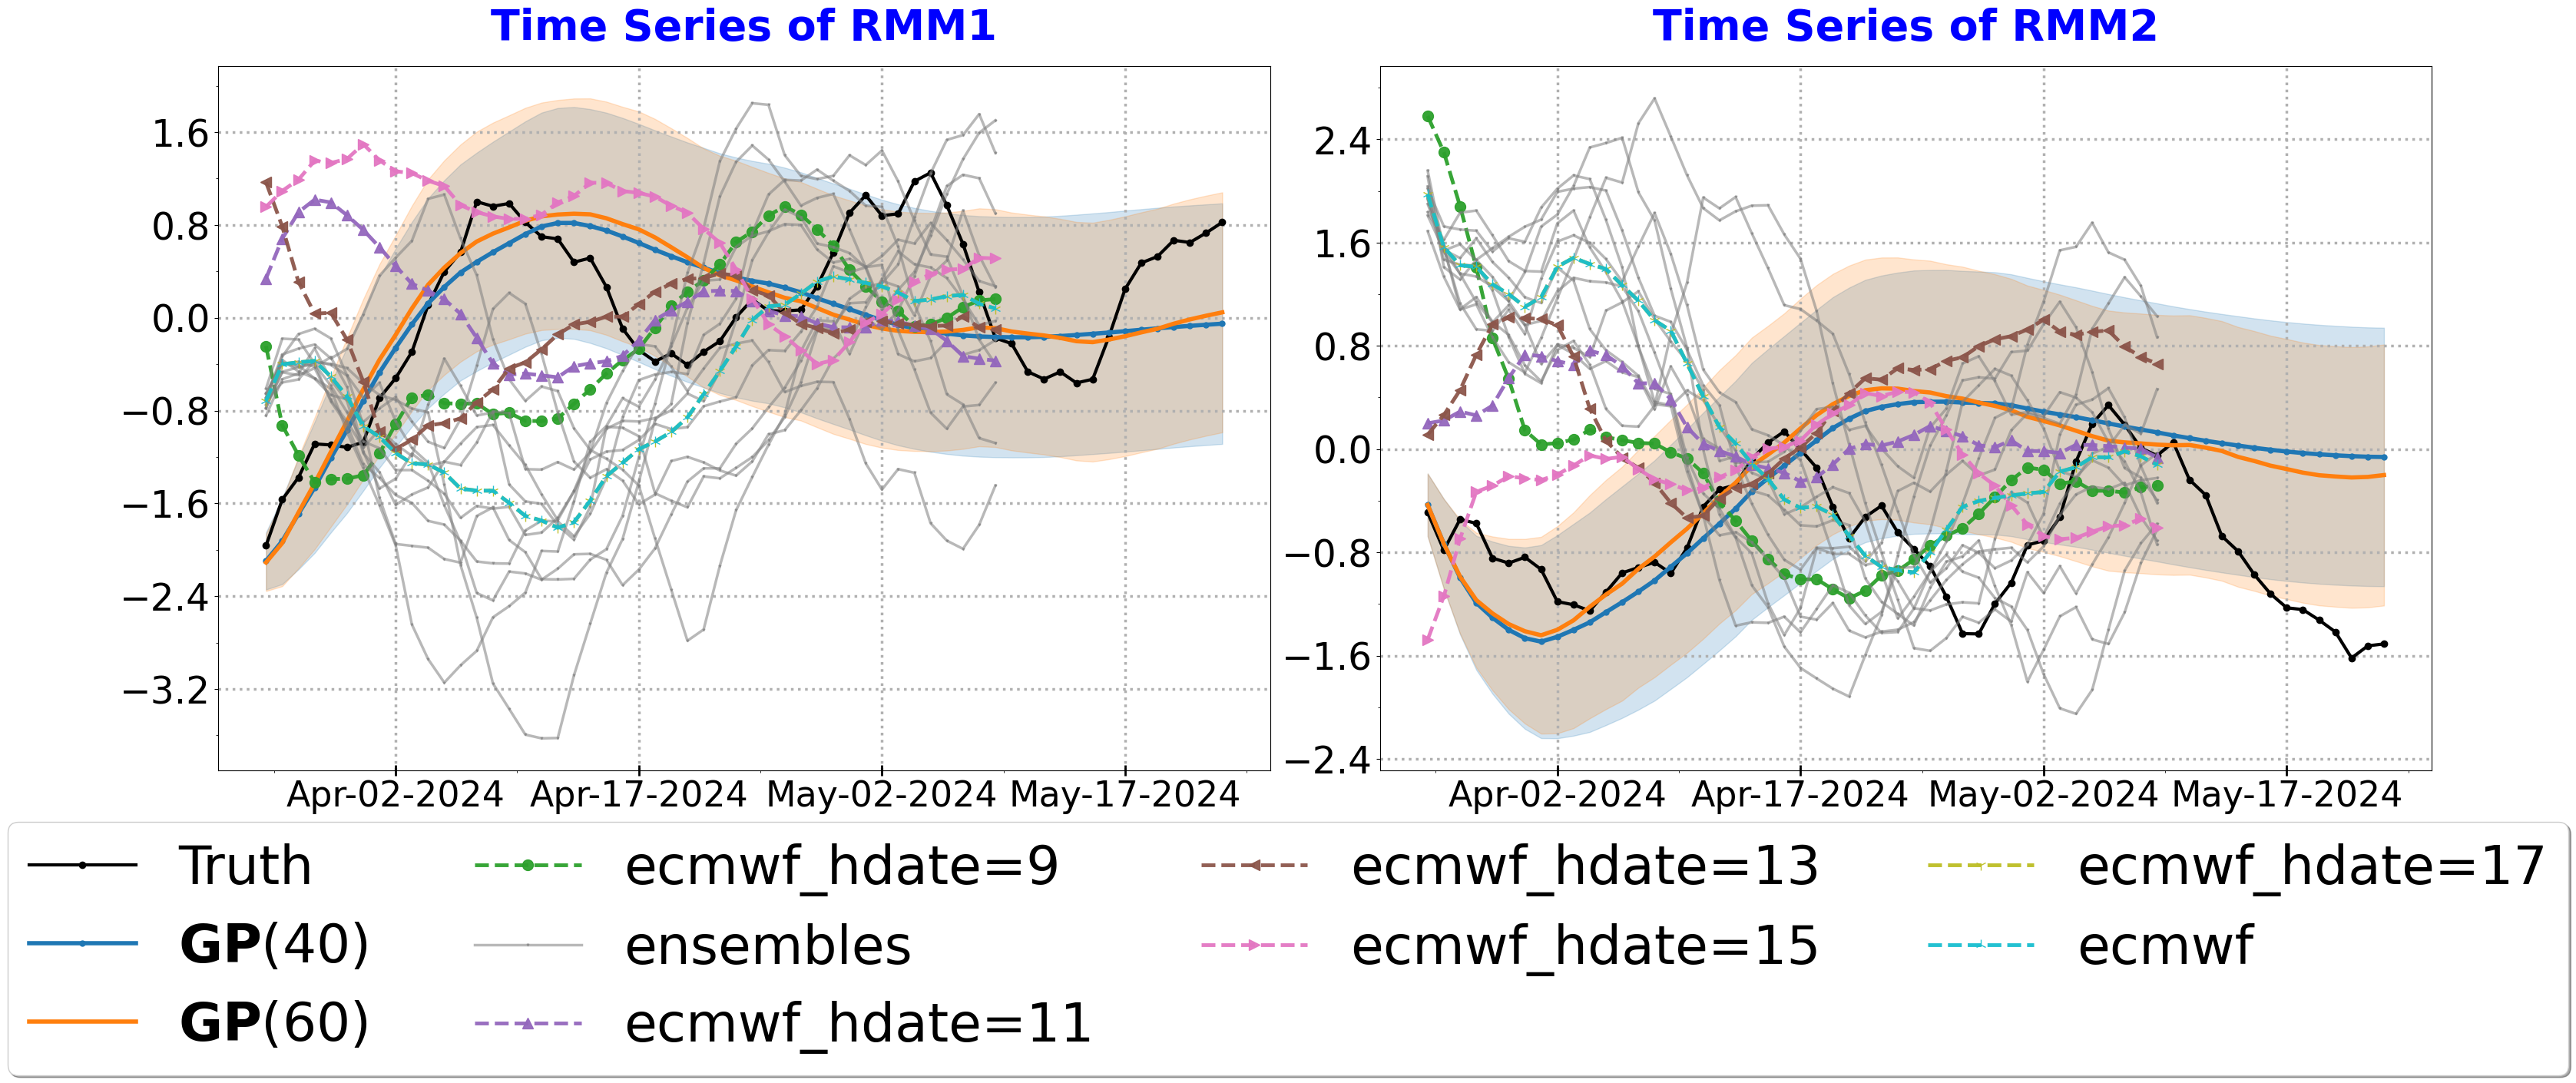 Time Series of RMM1
Time Series of RMM2
1.6
0.8
0.0
−0.8
−1.6
−2.4
−3.2
2.4
1.6
0.8
0.0
−0.8
−1.6
−2.4
Apr-02-2024 Apr-17-2024 May-02-2024 May-17-2024
Apr-02-2024 Apr-17-2024 May-02-2024 May-17-2024
Truth ecmwf_hdate=9 ecmwf_hdate=13 ecmwf_hdate=17
GP(40) ensembles ecmwf_hdate=15 ecmwf
GP(60) ecmwf_hdate=11